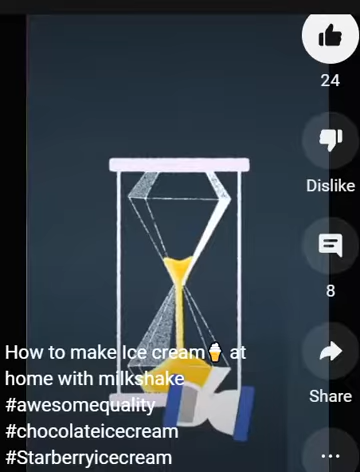 24
Dislike
8
How to make Ice cream🍦 at
home with milkshake
Share
#awesomequality
#chocolateicecream
#Starberryicecream